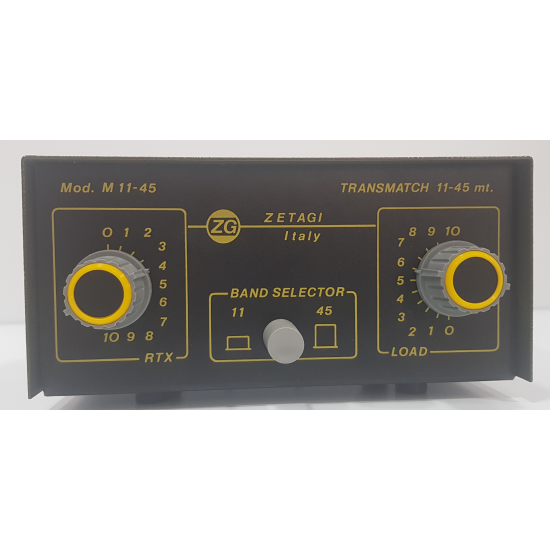 Mod. M 11-45
TRANSMATCH 11-45 mt.
ZG
ZETAGI
Italy
0 1 2
3
4
5
6
7
10 9 8
RTX
BAND SELECTOR
11
45
8 9 10
7
6
5
4
3
2 1 0
LOAD